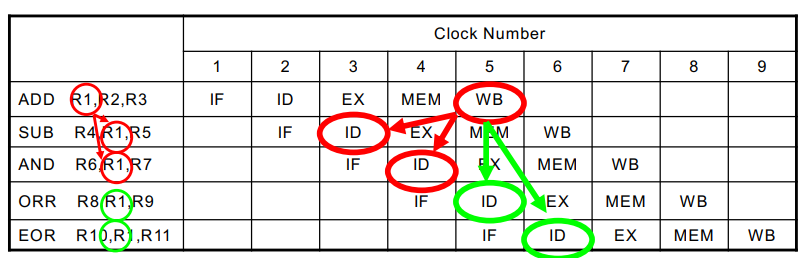 Clock Number
1 2 3 4 5 6 7 8 9
ADD R1,R2,R3 IF ID EX MEM WB
SUB R4,R1,R5 IF ID EX MEM WB
AND R6,R1,R7 IF ID EX MEM WB
ORR R8,R1,R9 IF ID EX MEM WB
EOR R10,R1,R11 IF ID EX MEM WB